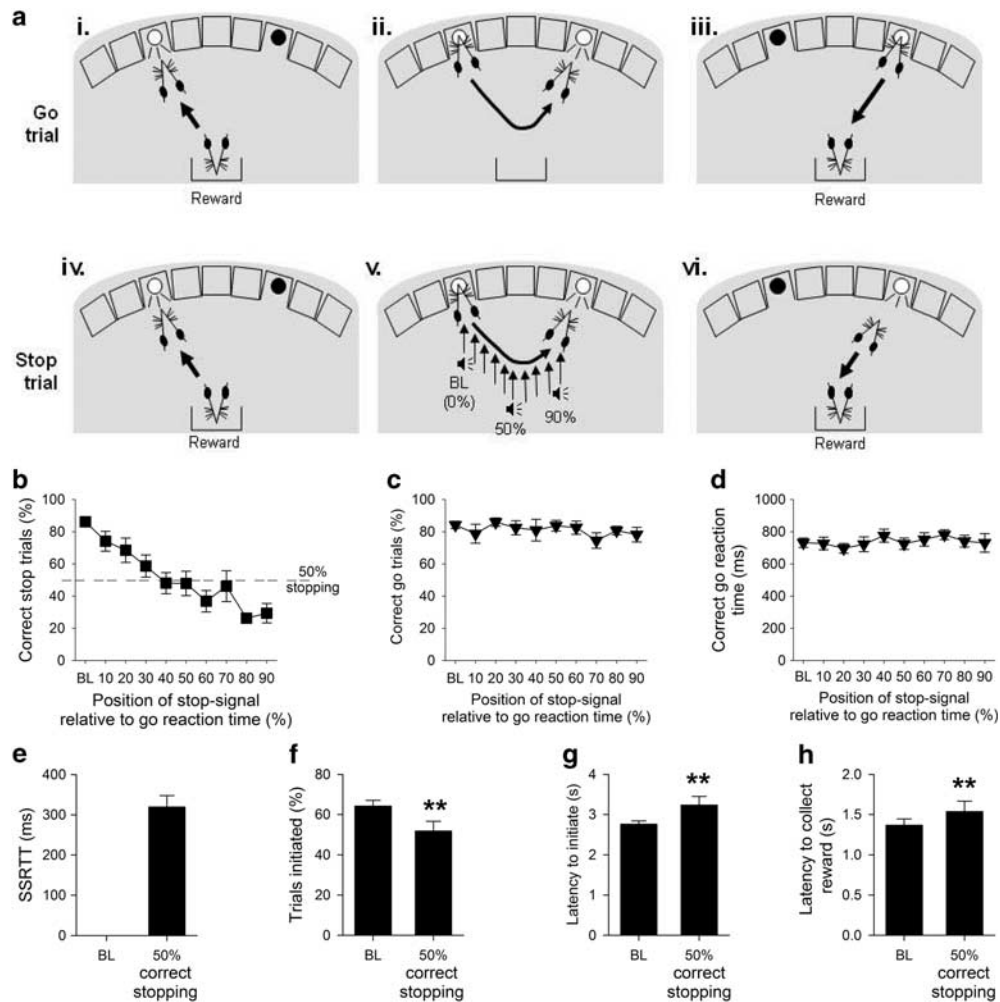 a
i.
ii.
iii.
Go
trial
Reward
Reward
iv.
v.
vi.
Stop
trial
BL
(0%)
50%
90%
Reward
Reward
b
Correct stop trials (%)
100
80
60
40
20
0
50%
stopping
BL 10 20 30 40 50 60 70 80 90
Position of stop-signal
relative to go reaction time (%)
c
Correct go trials (%)
100
80
60
40
20
0
BL 10 20 30 40 50 60 70 80 90
Position of stop-signal
relative to go reaction time (%)
d
Correct go reaction
time (ms)
1000
800
600
400
200
0
BL 10 20 30 40 50 60 70 80 90
Position of stop-signal
relative to go reaction time (%)
e
SSRTT (ms)
400
300
200
100
0
BL
50%
correct
stopping
f
Trials initiated (%)
80
60
40
20
0
**
BL
50%
correct
stopping
g
Latency to initiate (s)
4
3
2
1
0
**
BL
50%
correct
stopping
h
Latency to collect
reward (s)
2.0
1.5
1.0
0.5
0.0
**
BL
50%
correct
stopping